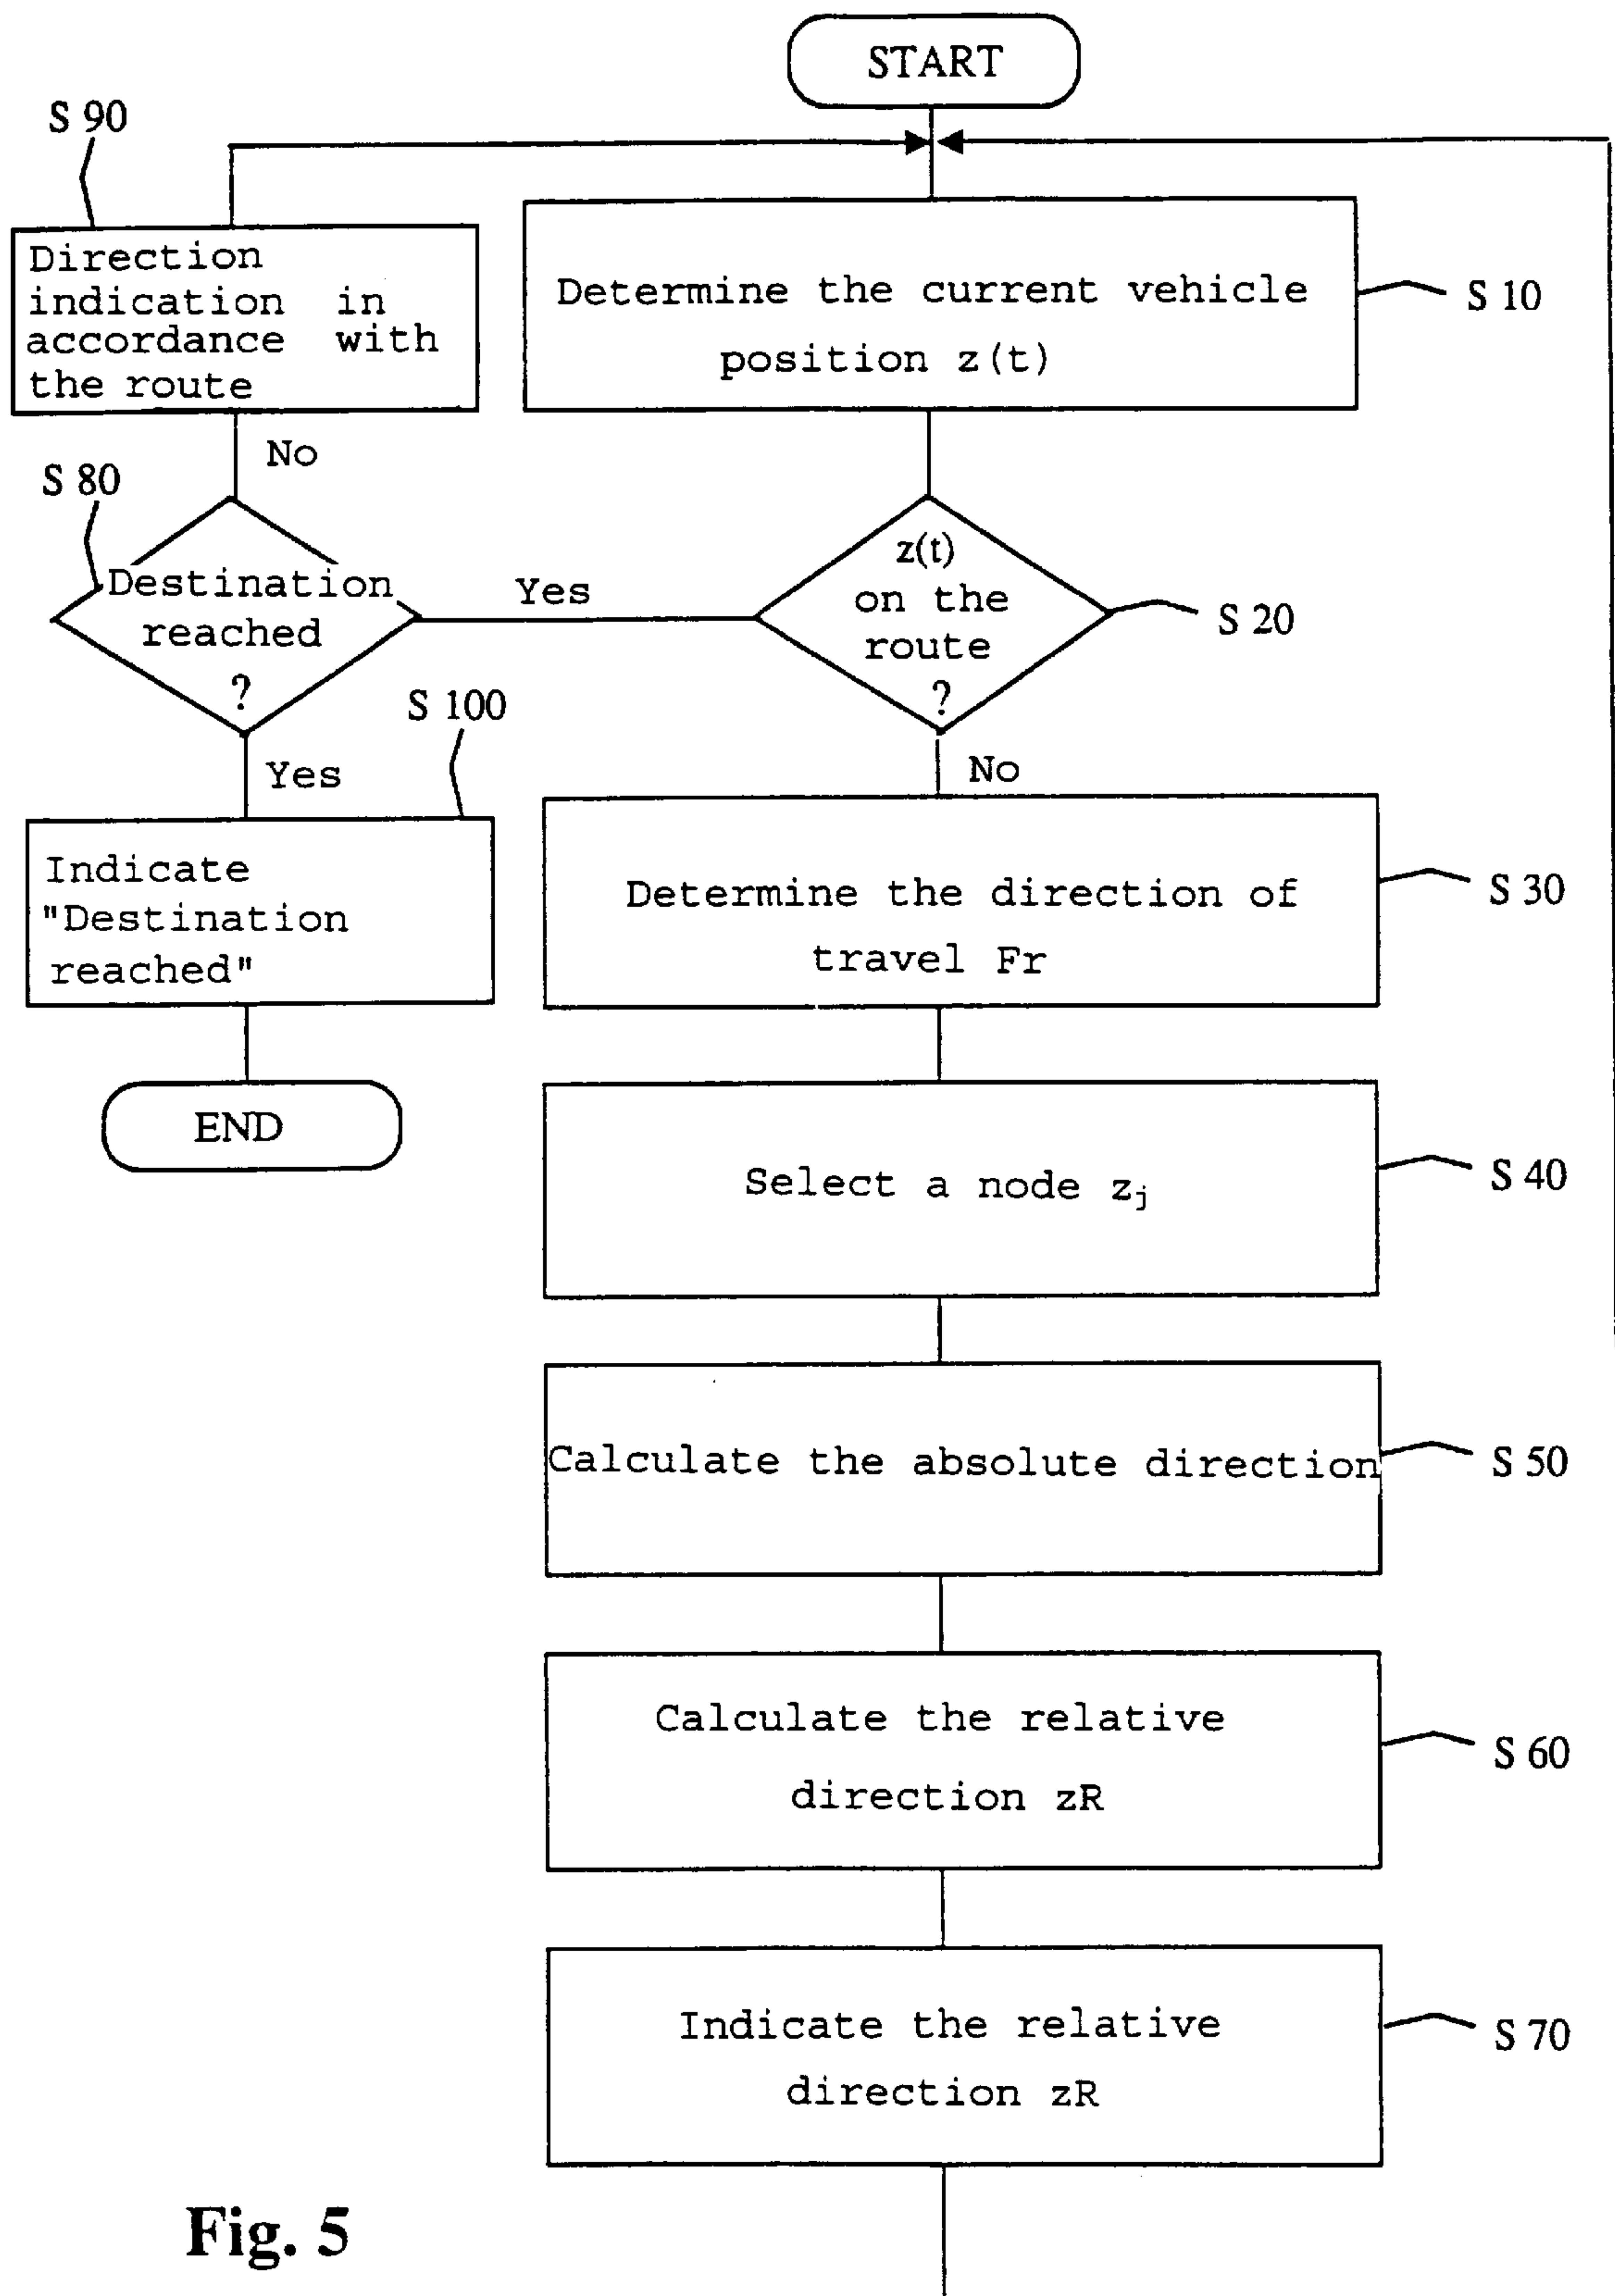 START
S 90
Direction
indication in
accordance with
the route
Determine the current vehicle
position z(t)
S 10
No
S 80
Destination
reached
?
Yes
z(t)
on the
route
?
S 20
S 100
Yes
No
Indicate
"Destination
reached"
Determine the direction of
travel Fr
S 30
END
Select a node zj
S 40
Calculate the absolute direction
S 50
Calculate the relative
direction zR
S 60
Indicate the relative
direction zR
S 70
Fig. 5